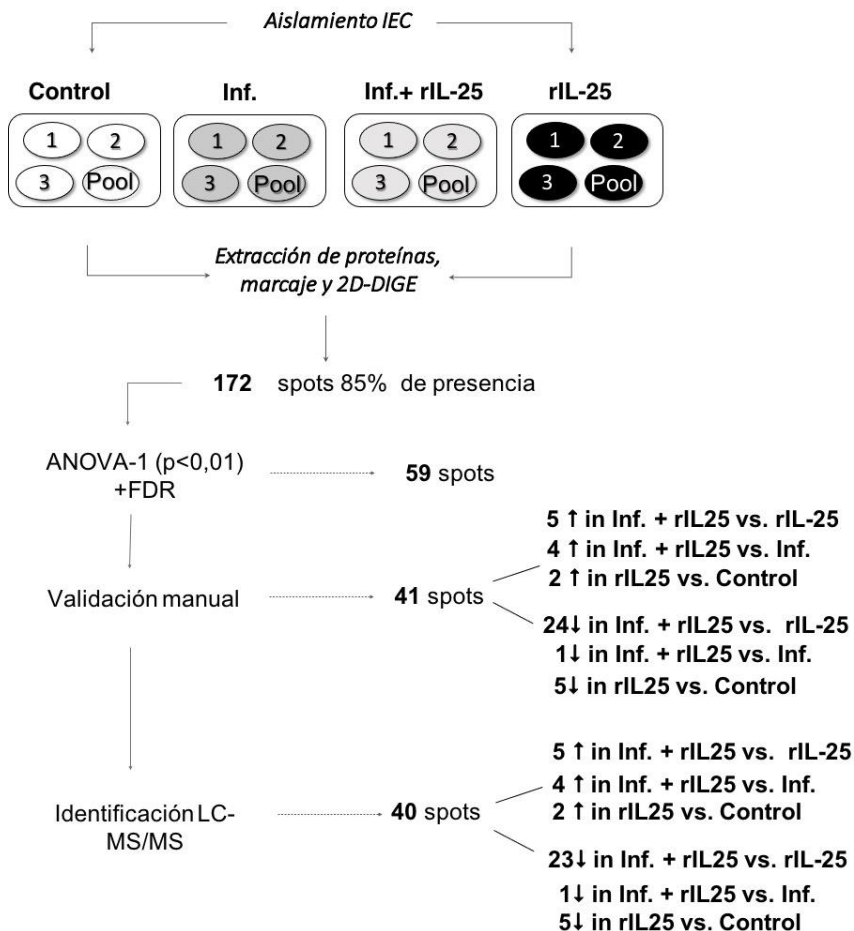 Aislamiento IEC
Control Inf. Inf.+ rIL-25 rIL-25
1 2 1 2 1 2 1 2
3 Pool 3 Pool 3 Pool 3 Pool
Extracción de proteínas,
marcaje y 2D-DIGE
172 spots 85% de presencia
ANOVA-1 (p<0,01)
+FDR
59 spots
5 ↑ in Inf. + rIL25 vs. rIL-25
4 ↑ in Inf. + rIL25 vs. Inf.
2 ↑ in rIL25 vs. Control
Validación manual
41 spots
24↓ in Inf. + rIL25 vs. rIL-25
1↓ in Inf. + rIL25 vs. Inf.
5↓ in rIL25 vs. Control
5 ↑ in Inf. + rIL25 vs. rIL-25
4 ↑ in Inf. + rIL25 vs. Inf.
2 ↑ in rIL25 vs. Control
Identificación LC-
MS/MS
40 spots
23↓ in Inf. + rIL25 vs. rIL-25
1↓ in Inf. + rIL25 vs. Inf.
5↓ in rIL25 vs. Control